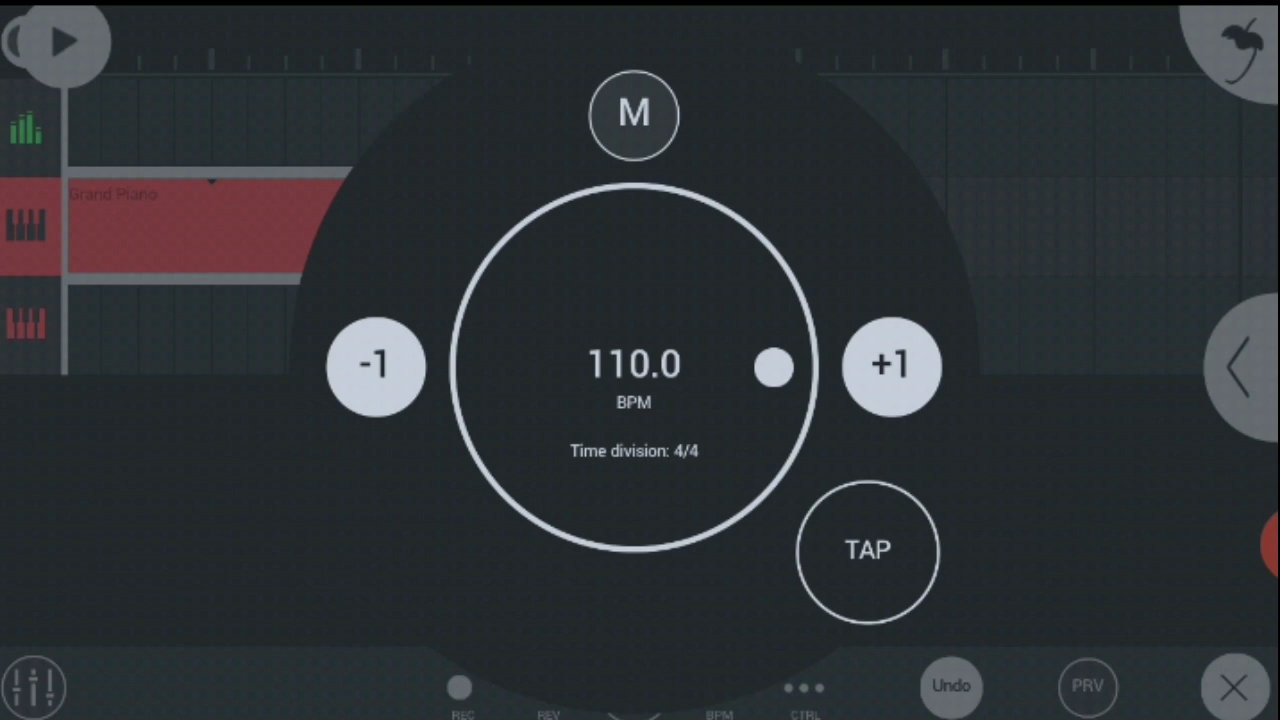 M
Grand Piano
-1
110.0
+1
BPM
Time division: 4/4
TAP
Undo
PRV
REC
REV
BPM
CTRL